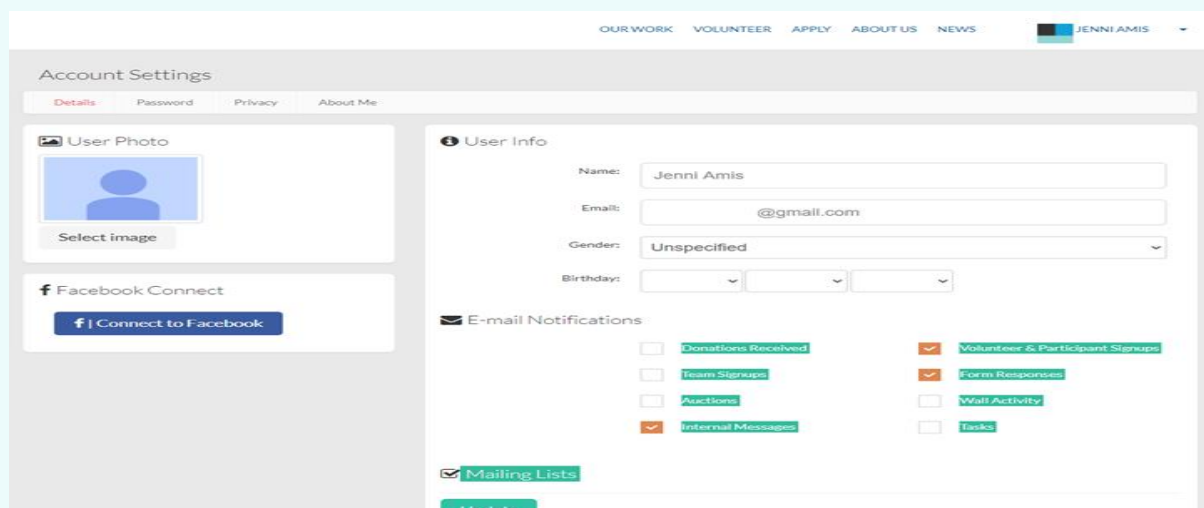 OUR WORK VOLUNTEER APPLY ABOUT US NEWS JENNI AMIS
Account Settings
Details Password Privacy About Me
User Photo
Select image
Facebook Connect
f | Connect to Facebook
User Info
Name: Jenni Amis
Email: @gmail.com
Gender: Unspecified
Birthday:
E-mail Notifications
Donations Received Volunteer & Participant Signups
Team Signups Form Responses
Auctions Wall Activity
Internal Messages Tasks
Mailing Lists